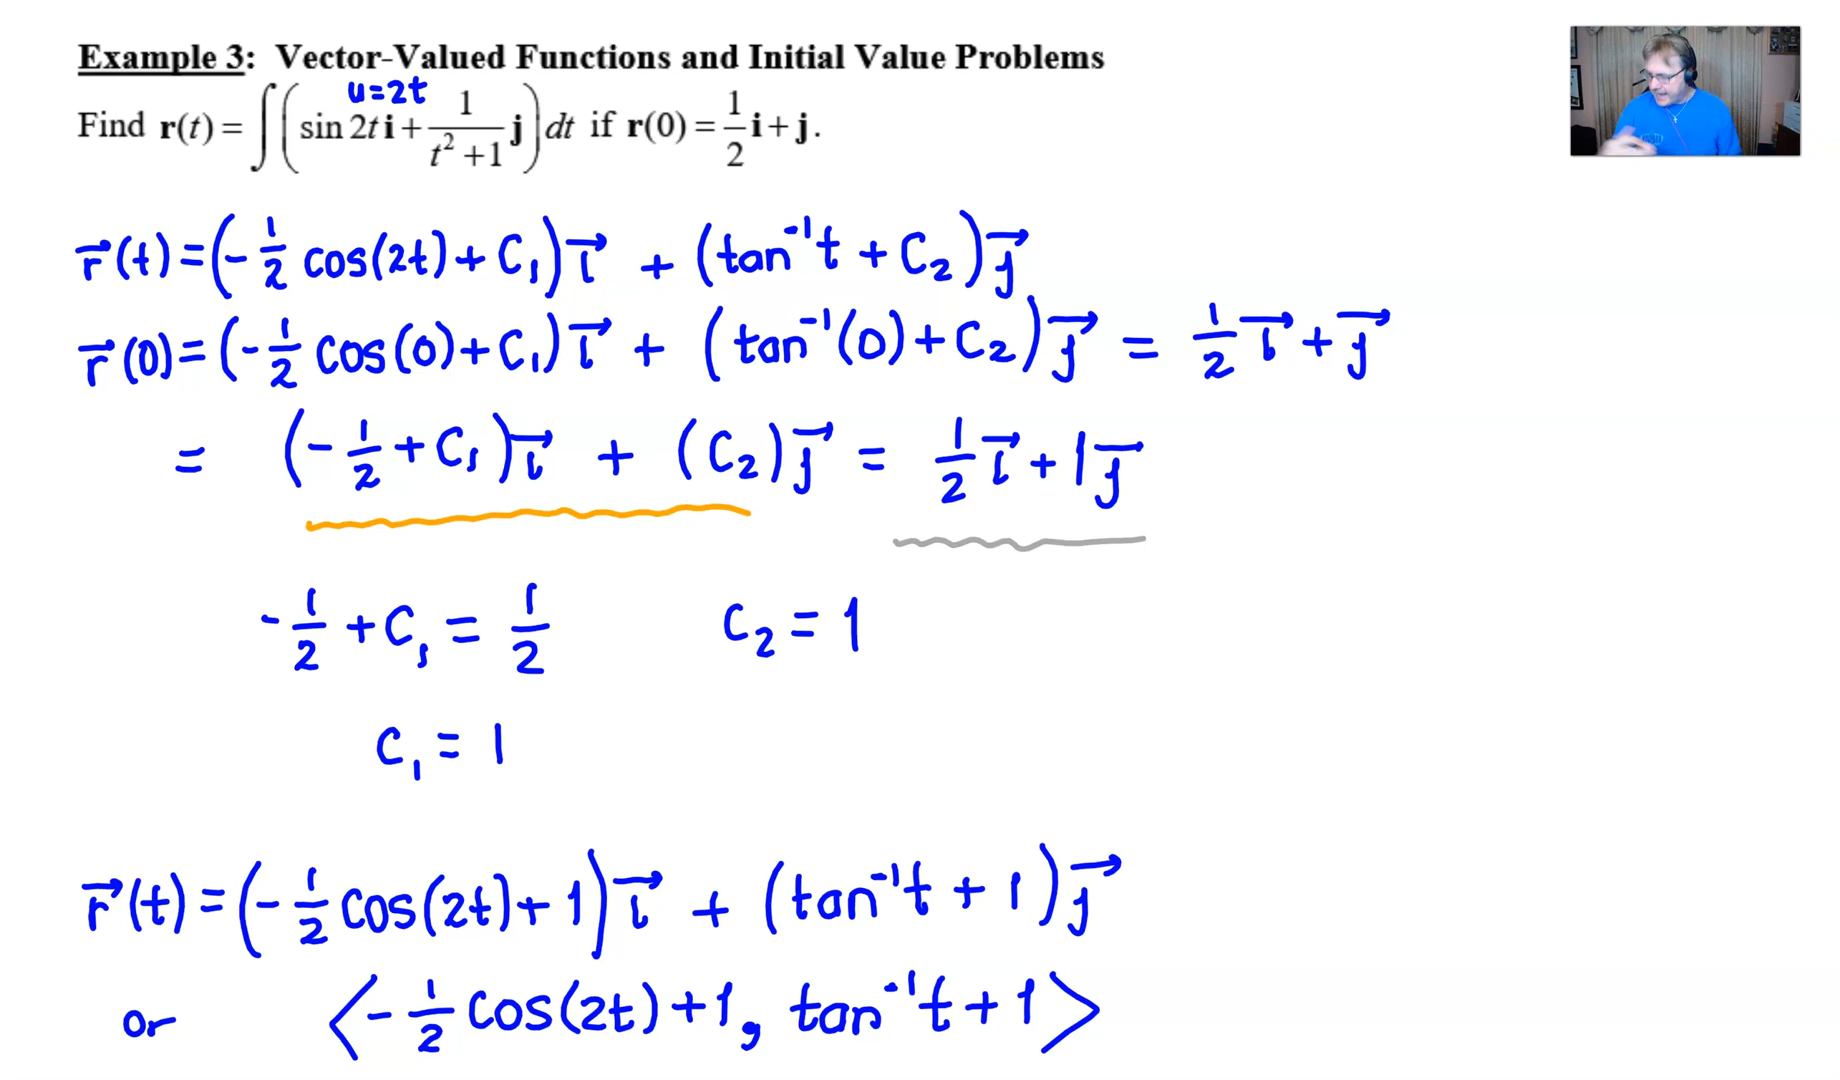 Example 3: Vector-Valued Functions and Initial Value Problems
u=2t
Find r(t) = ∫(sin 2t i + 1/(t² + 1) j) dt if r(0) = 1/2 i + j.
r⃗(t) = (-1/2 cos(2t) + C₁) i⃗ + (tan⁻¹t + C₂) j⃗
r⃗(0) = (-1/2 cos(0) + C₁) i⃗ + (tan⁻¹(0) + C₂) j⃗ = 1/2 i⃗ + j⃗
= (-1/2 + C₁) i⃗ + (C₂) j⃗ = 1/2 i⃗ + 1 j⃗
-1/2 + C₁ = 1/2 C₂ = 1
C₁ = 1
r⃗(t) = (-1/2 cos(2t) + 1) i⃗ + (tan⁻¹t + 1) j⃗
or ⟨-1/2 cos(2t) + 1, tan⁻¹t + 1⟩